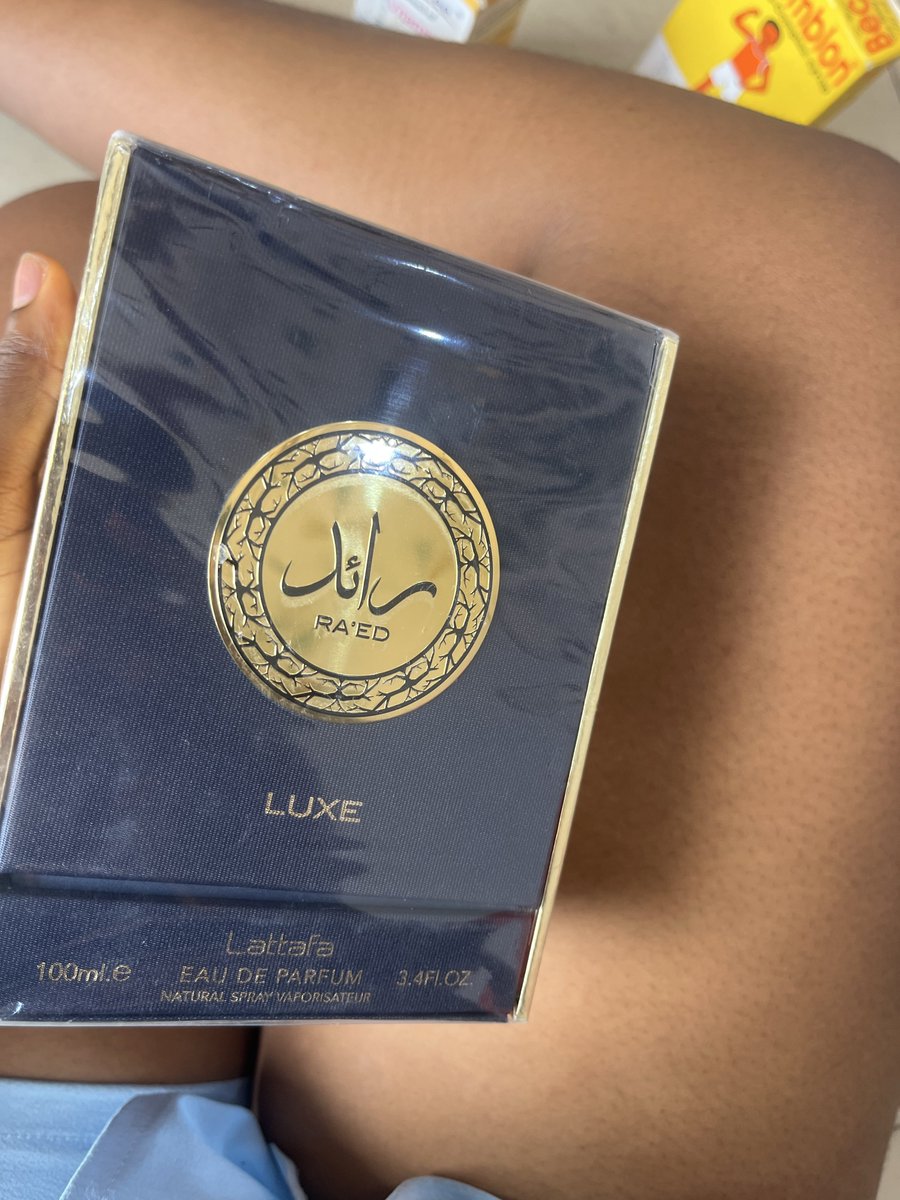 رائد
RA'ED
LUXE
Lattafa
100ml.e EAU DE PARFUM 3.4Fl.OZ.
NATURAL SPRAY VAPORISATEUR